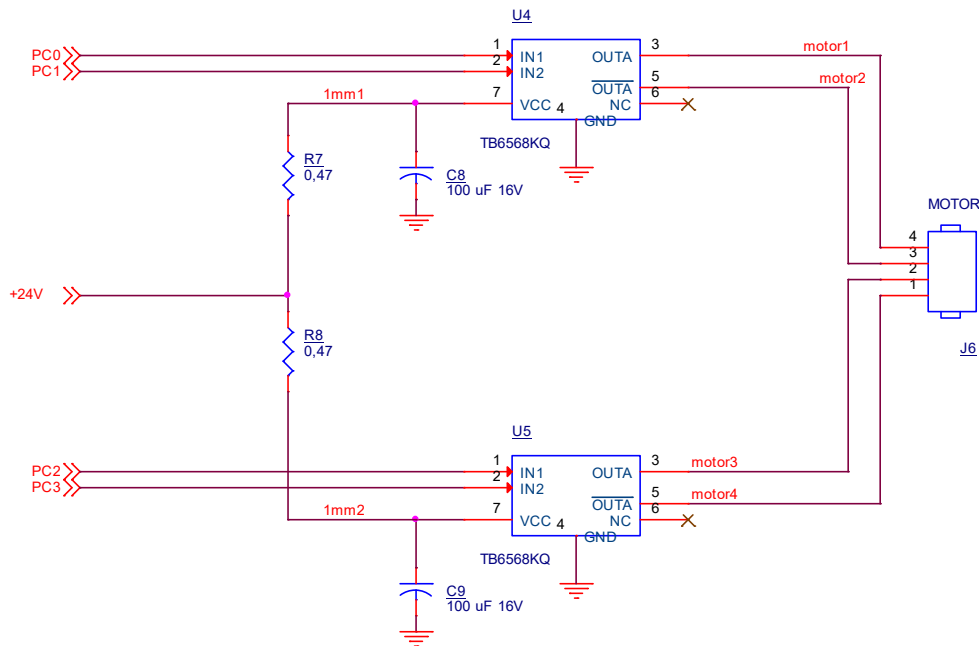 U4
PC0
PC1
1
2
IN1
IN2
OUTA
3
motor1
OUTA
5
motor2
NC
6
1mm1
7
VCC
4
GND
TB6568KQ
R7
0,47
C8
100 uF 16V
MOTOR
4
3
2
1
J6
+24V
R8
0,47
U5
PC2
PC3
1
2
IN1
IN2
OUTA
3
motor3
OUTA
5
motor4
NC
6
1mm2
7
VCC
4
GND
TB6568KQ
C9
100 uF 16V